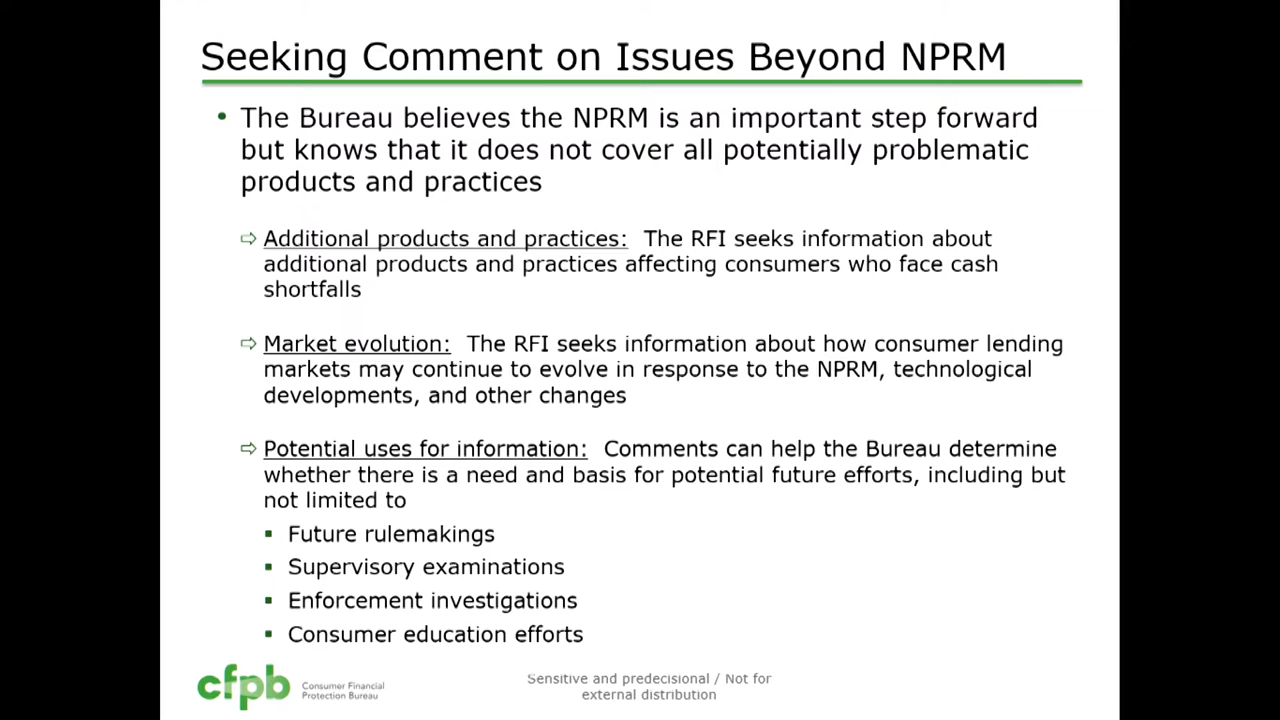 Seeking Comment on Issues Beyond NPRM
• The Bureau believes the NPRM is an important step forward
but knows that it does not cover all potentially problematic
products and practices
⇨ Additional products and practices: The RFI seeks information about
additional products and practices affecting consumers who face cash
shortfalls
⇨ Market evolution: The RFI seeks information about how consumer lending
markets may continue to evolve in response to the NPRM, technological
developments, and other changes
⇨ Potential uses for information: Comments can help the Bureau determine
whether there is a need and basis for potential future efforts, including but
not limited to
▪ Future rulemakings
▪ Supervisory examinations
▪ Enforcement investigations
▪ Consumer education efforts
cfpb
Consumer Financial
Protection Bureau
Sensitive and predecisional / Not for
external distribution